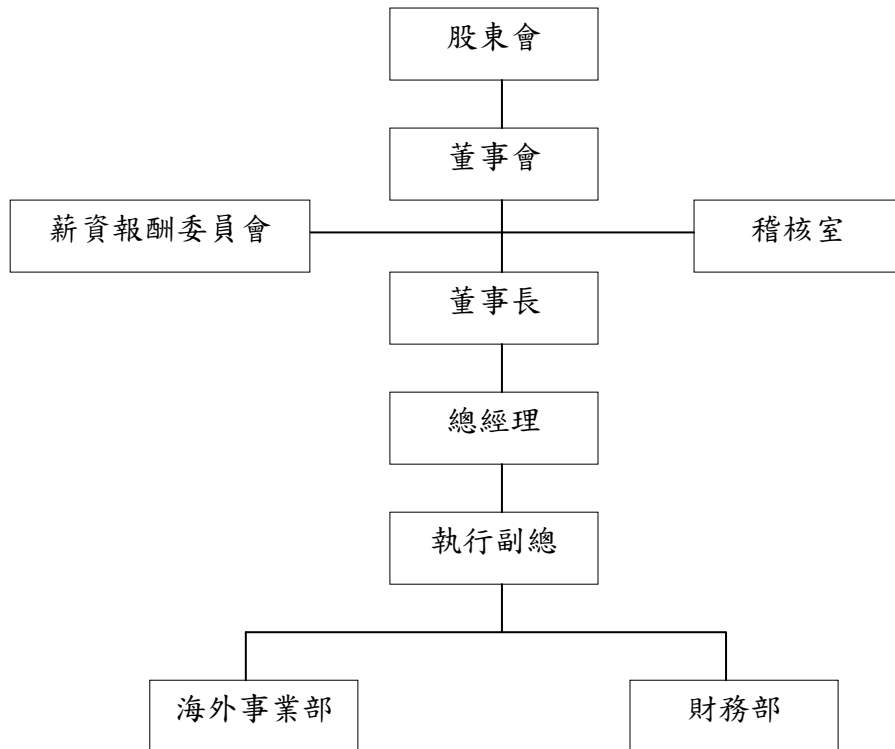 股東會
董事會
薪資報酬委員會
稽核室
董事長
總經理
執行副總
海外事業部
財務部